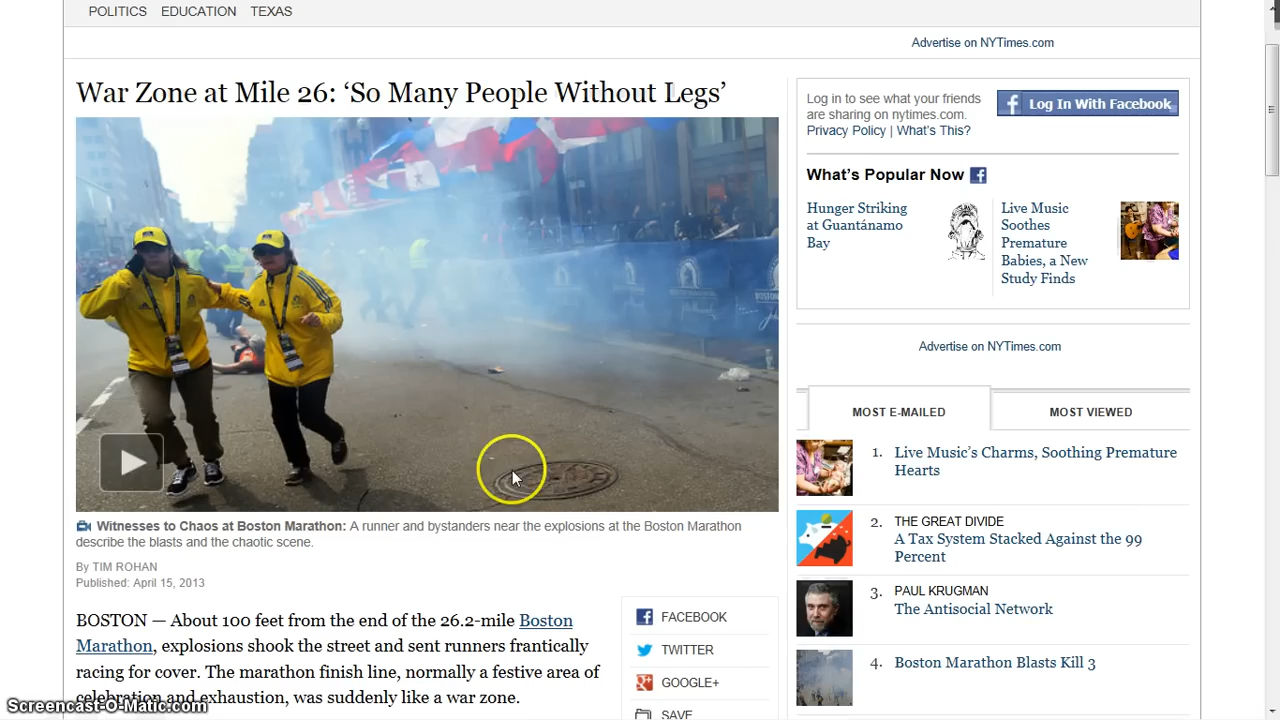 POLITICS EDUCATION TEXAS
Advertise on NYTimes.com
War Zone at Mile 26: ‘So Many People Without Legs’
Witnesses to Chaos at Boston Marathon: A runner and bystanders near the explosions at the Boston Marathon
describe the blasts and the chaotic scene.
By TIM ROHAN
Published: April 15, 2013
BOSTON — About 100 feet from the end of the 26.2-mile Boston
Marathon, explosions shook the street and sent runners frantically
racing for cover. The marathon finish line, normally a festive area of
celebration and exhaustion, was suddenly like a war zone.
FACEBOOK
TWITTER
GOOGLE+
SAVE
Log in to see what your friends
are sharing on nytimes.com.
Privacy Policy | What’s This?
Log In With Facebook
What’s Popular Now
Hunger Striking
at Guantánamo
Bay
Live Music
Soothes
Premature
Babies, a New
Study Finds
Advertise on NYTimes.com
MOST E-MAILED MOST VIEWED
1. Live Music’s Charms, Soothing Premature
Hearts
2. THE GREAT DIVIDE
A Tax System Stacked Against the 99
Percent
3. PAUL KRUGMAN
The Antisocial Network
4. Boston Marathon Blasts Kill 3
Screencast-O-Matic.com